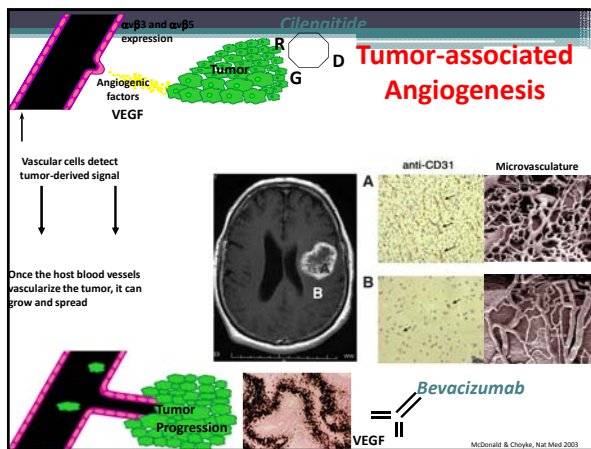 αvβ3 and αvβ5
expression
Cilengitide
R
D
G
Tumor
Tumor-associated
Angiogenesis
Angiogenic
factors
VEGF
Vascular cells detect
tumor-derived signal
anti-CD31
Microvasculature
A
B
B
Once the host blood vessels
vascularize the tumor, it can
grow and spread
Tumor
Progression
Bevacizumab
VEGF
McDonald & Choyke, Nat Med 2003